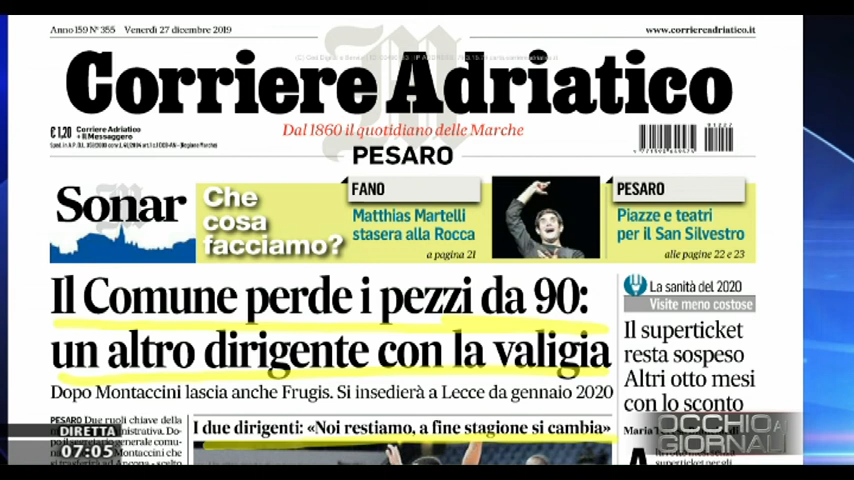 Anno 159 N° 355 Venerdì 27 dicembre 2019
www.corriereadriatico.it
Corriere Adriatico
€ 1,20 Corriere Adriatico
+ Il Messaggero
Dal 1860 il quotidiano delle Marche
PESARO
Sonar
Che
cosa
facciamo?
FANO
Matthias Martelli
stasera alla Rocca
a pagina 21
PESARO
Piazze e teatri
per il San Silvestro
alle pagine 22 e 23
Il Comune perde i pezzi da 90:
un altro dirigente con la valigia
Dopo Montaccini lascia anche Frugis. Si insedierà a Lecce da gennaio 2020
La sanità del 2020
Visite meno costose
Il superticket
resta sospeso
Altri otto mesi
con lo sconto
PESARO Due ruoli chiave della
I due dirigenti: «Noi restiamo, a fine stagione si cambia»
DIRETTA
07:05
OCCHIO AI
GIORNALI